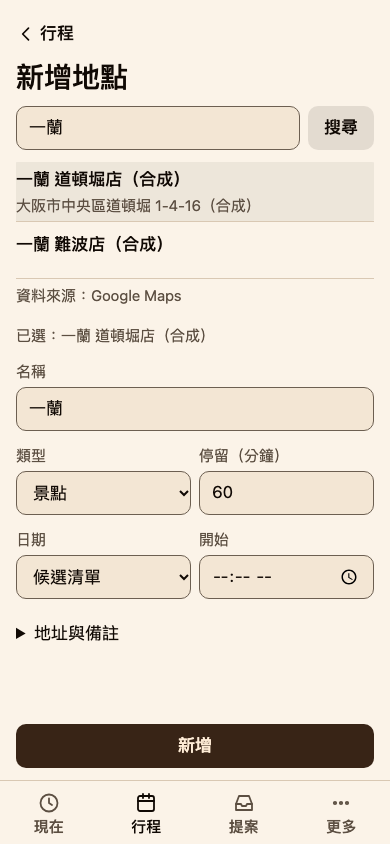 行程
新增地點
一蘭
搜尋
一蘭 道頓堀店（合成）
大阪市中央區道頓堀 1-4-16（合成）
一蘭 難波店（合成）
資料來源：Google Maps
已選：一蘭 道頓堀店（合成）
名稱
一蘭
類型 停留（分鐘）
景點 60
日期 開始
候選清單 --:-- --
地址與備註
新增
現在 行程 提案 更多